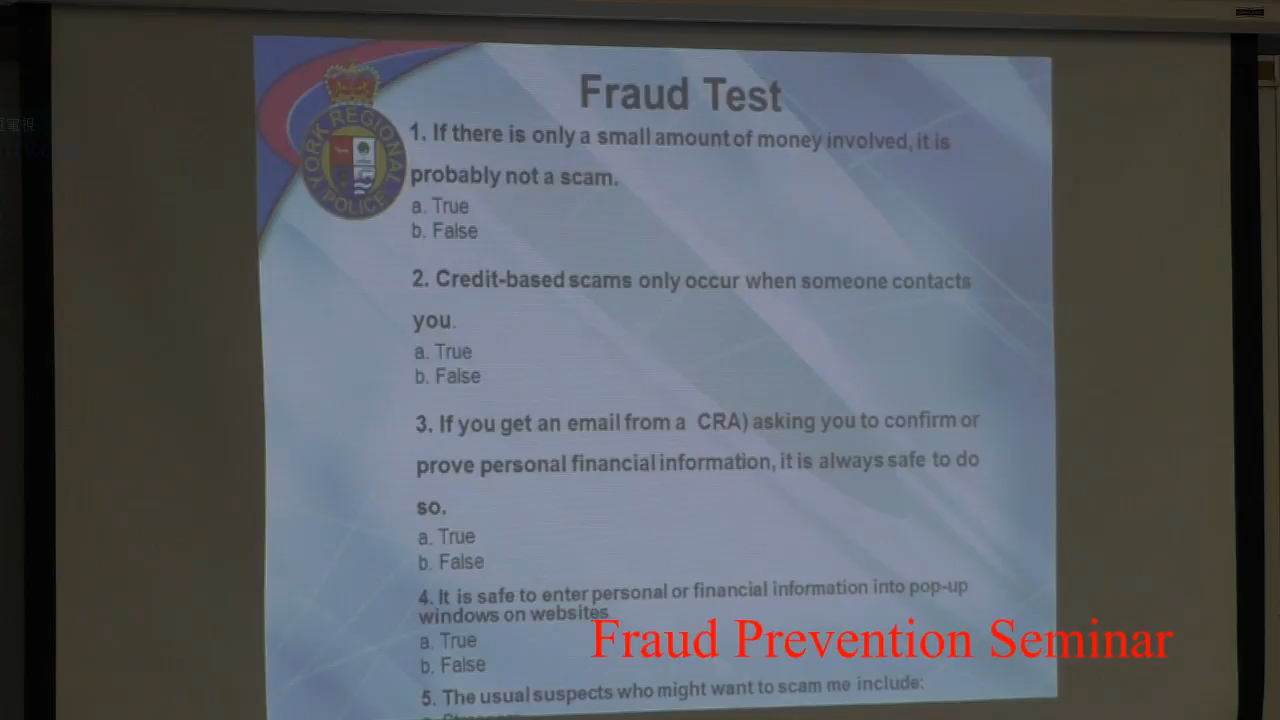 Fraud Test
YORK REGIONAL
POLICE
1. If there is only a small amount of money involved, it is
probably not a scam.
a. True
b. False
2. Credit-based scams only occur when someone contacts
you.
a. True
b. False
3. If you get an email from a CRA) asking you to confirm or
prove personal financial information, it is always safe to do
so.
a. True
b. False
4. It is safe to enter personal or financial information into pop-up
windows on websites
a. True
b. False
Fraud Prevention Seminar
5. The usual suspects who might want to scam me include: